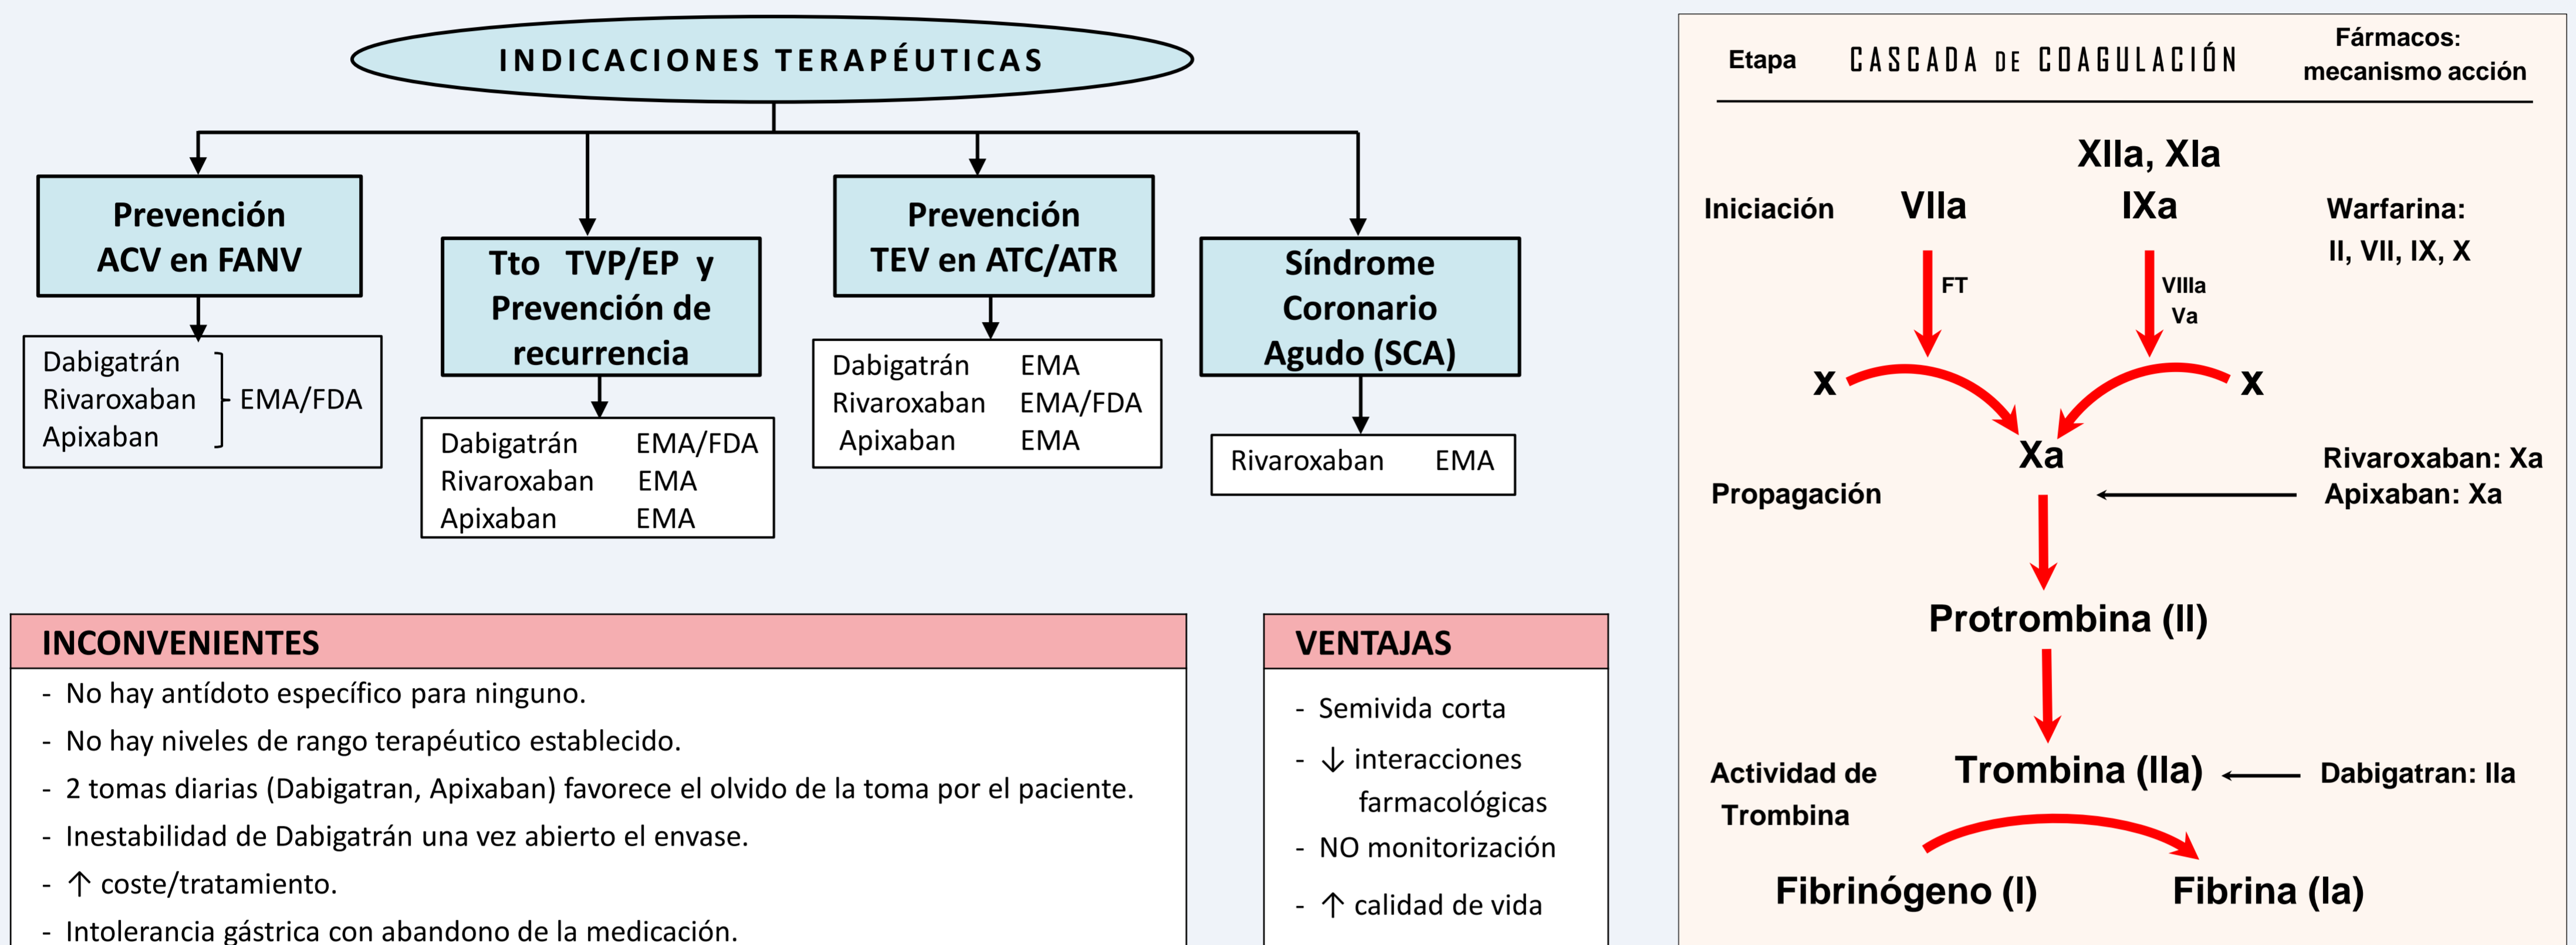 INDICACIONES TERAPÉUTICAS
Prevención
ACV en FANV
Dabigatrán
Rivaroxaban
Apixaban
EMA/FDA
Tto TVP/EP y
Prevención de
recurrencia
Dabigatrán EMA/FDA
Rivaroxaban EMA
Apixaban EMA
Prevención
TEV en ATC/ATR
Dabigatrán EMA
Rivaroxaban EMA/FDA
Apixaban EMA
Síndrome
Coronario
Agudo (SCA)
Rivaroxaban EMA
INCONVENIENTES
- No hay antídoto específico para ninguno.
- No hay niveles de rango terapéutico establecido.
- 2 tomas diarias (Dabigatran, Apixaban) favorece el olvido de la toma por el paciente.
- Inestabilidad de Dabigatrán una vez abierto el envase.
- ↑ coste/tratamiento.
- Intolerancia gástrica con abandono de la medicación.
VENTAJAS
- Semivida corta
- ↓ interacciones
farmacológicas
- NO monitorización
- ↑ calidad de vida
Etapa CASCADA DE COAGULACIÓN Fármacos:
mecanismo acción
XIIa, XIa
Iniciación VIIa IXa Warfarina:
II, VII, IX, X
FT VIIIa
Va
X X
Xa Rivaroxaban: Xa
Propagación Apixaban: Xa
Protrombina (II)
Actividad de Trombina (IIa) Dabigatran: IIa
Trombina
Fibrinógeno (I) Fibrina (Ia)